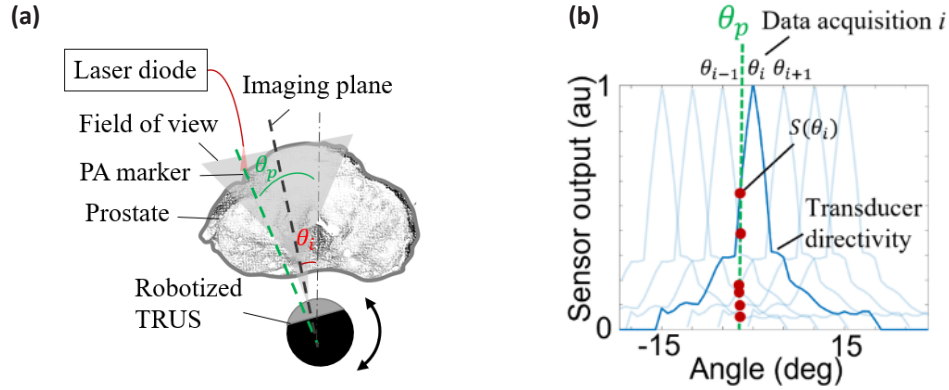 (a)
Laser diode
Imaging plane
Field of view
PA marker
Prostate
θp
θi
Robotized
TRUS
(b)
θp
Data acquisition i
θi−1 θi θi+1
S(θi)
Transducer
directivity
Sensor output (au)
1
0
-15
15
Angle (deg)